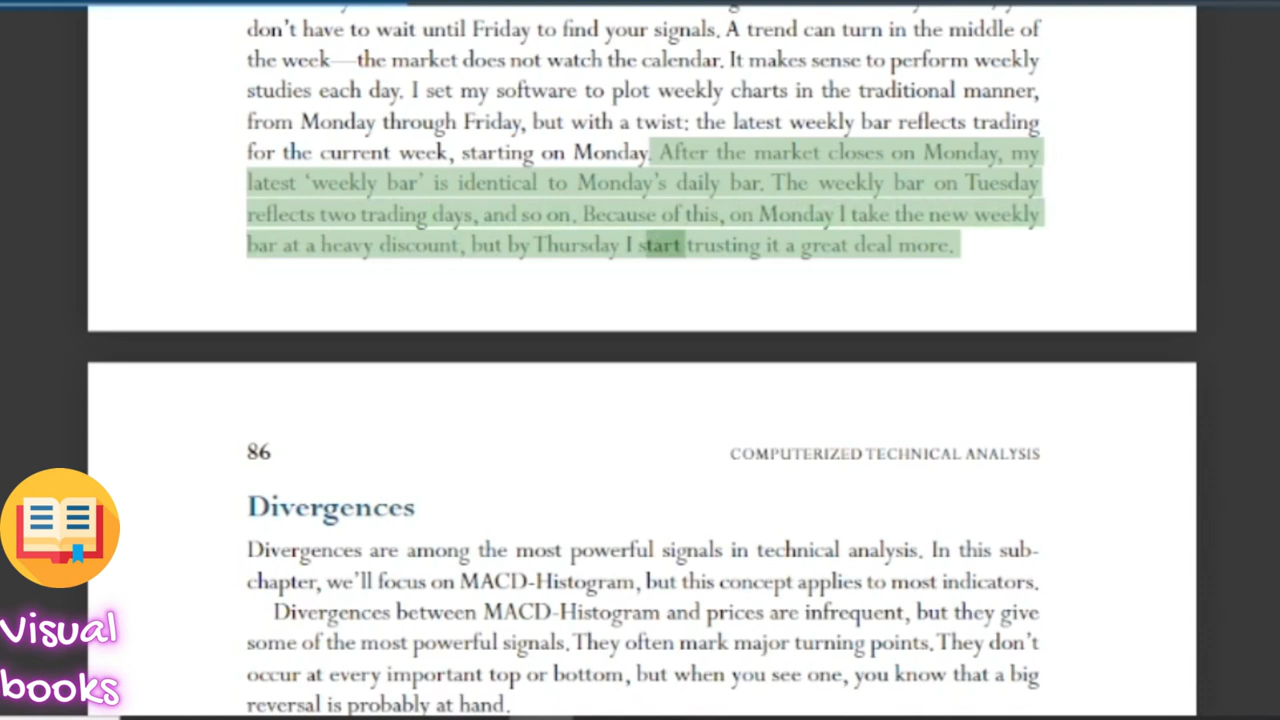 don't have to wait until Friday to find your signals. A trend can turn in the middle of
the week—the market does not watch the calendar. It makes sense to perform weekly
studies each day. I set my software to plot weekly charts in the traditional manner,
from Monday through Friday, but with a twist: the latest weekly bar reflects trading
for the current week, starting on Monday. After the market closes on Monday, my
latest 'weekly bar' is identical to Monday's daily bar. The weekly bar on Tuesday
reflects two trading days, and so on. Because of this, on Monday I take the new weekly
bar at a heavy discount, but by Thursday I start trusting it a great deal more.
86
COMPUTERIZED TECHNICAL ANALYSIS
Divergences
Divergences are among the most powerful signals in technical analysis. In this sub-
chapter, we'll focus on MACD-Histogram, but this concept applies to most indicators.
Divergences between MACD-Histogram and prices are infrequent, but they give
some of the most powerful signals. They often mark major turning points. They don't
occur at every important top or bottom, but when you see one, you know that a big
reversal is probably at hand.
Visual
books